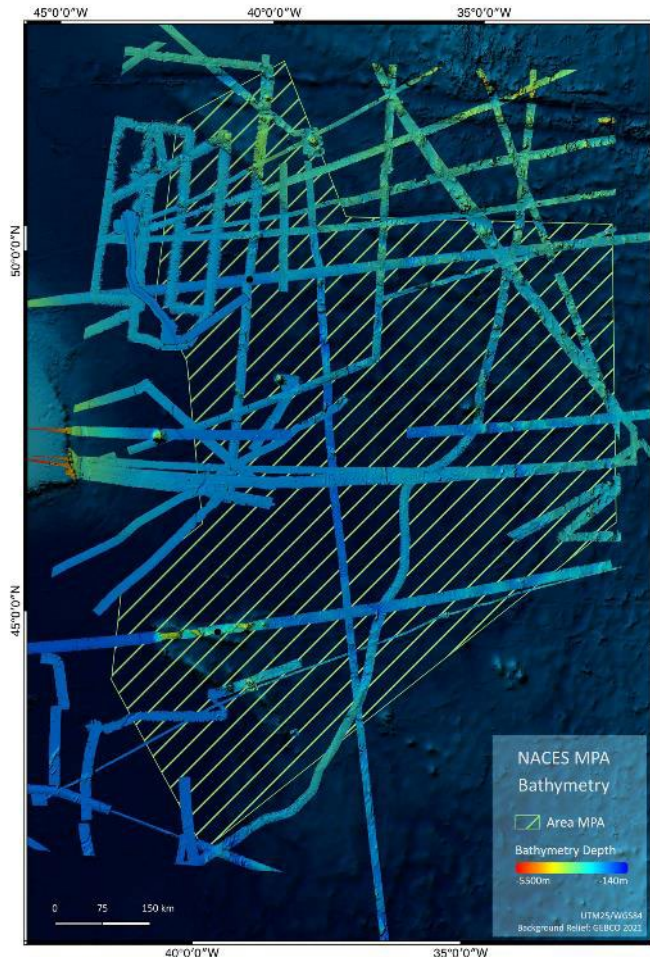 45°0'0"W 40°0'0"W 35°0'0"W
50°0'0"N
45°0'0"N
NACES MPA
Bathymetry
Area MPA
Bathymetry Depth
-5500m -140m
0 75 150 km
UTM25/WGS84
Background Relief: GEBCO 2021
40°0'0"W 35°0'0"W